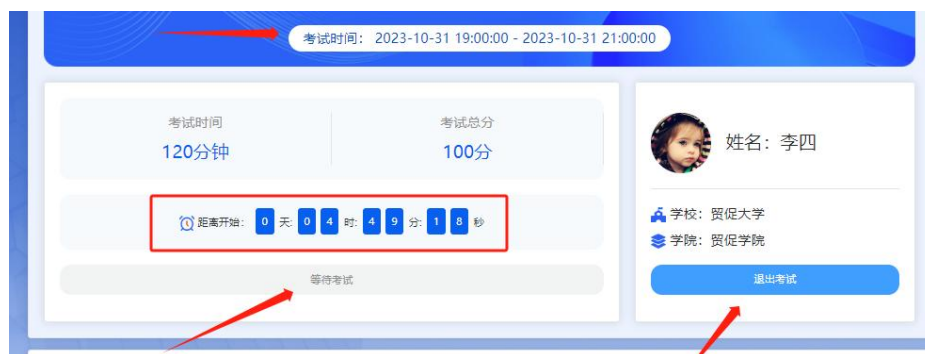 考试时间： 2023-10-31 19:00:00 - 2023-10-31 21:00:00
考试时间
120分钟
考试总分
100分
距离开始： 0 天: 0 4 时: 4 9 分: 1 8 秒
等待考试
姓名：李四
学校：贸促大学
学院：贸促学院
退出考试